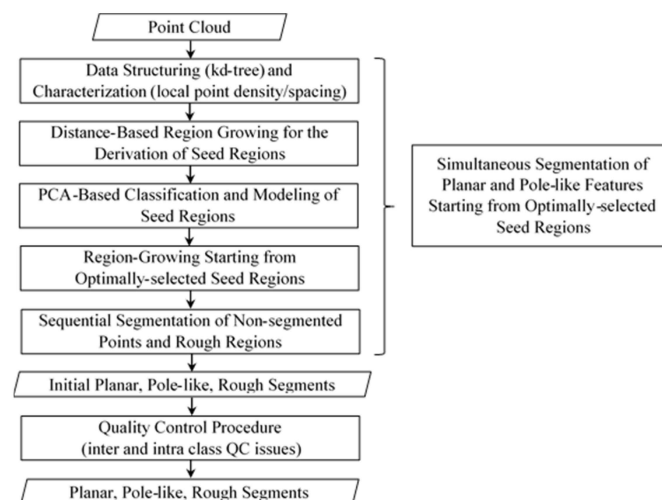 Point Cloud
Data Structuring (kd-tree) and
Characterization (local point density/spacing)
Distance-Based Region Growing for the
Derivation of Seed Regions
PCA-Based Classification and Modeling of
Seed Regions
Region-Growing Starting from
Optimally-selected Seed Regions
Sequential Segmentation of Non-segmented
Points and Rough Regions
Simultaneous Segmentation of
Planar and Pole-like Features
Starting from Optimally-selected
Seed Regions
Initial Planar, Pole-like, Rough Segments
Quality Control Procedure
(inter and intra class QC issues)
Planar, Pole-like, Rough Segments